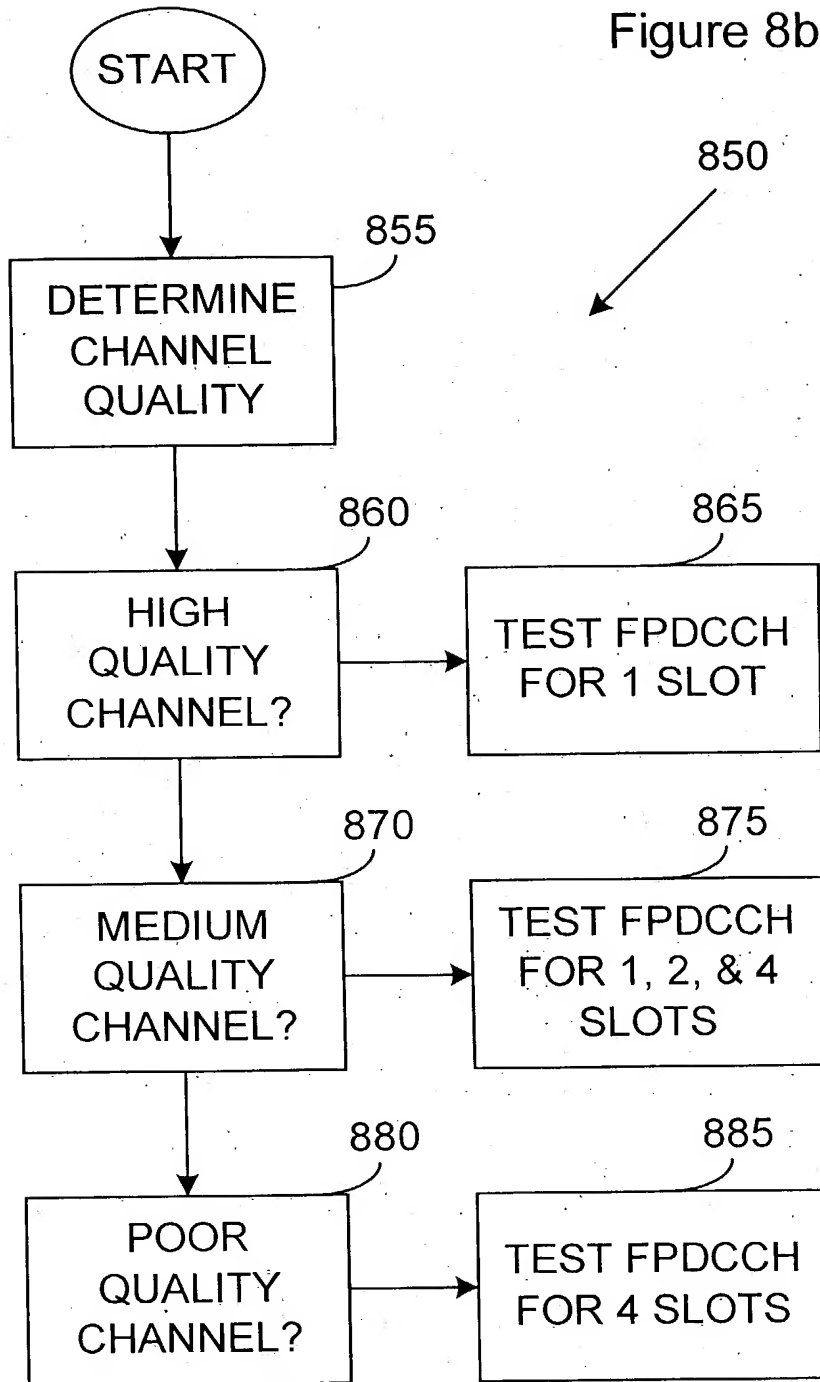 Figure 8b
START
850
855
DETERMINE
CHANNEL
QUALITY
860
HIGH
QUALITY
CHANNEL?
865
TEST FPDCCH
FOR 1 SLOT
870
MEDIUM
QUALITY
CHANNEL?
875
TEST FPDCCH
FOR 1, 2, & 4
SLOTS
880
POOR
QUALITY
CHANNEL?
885
TEST FPDCCH
FOR 4 SLOTS